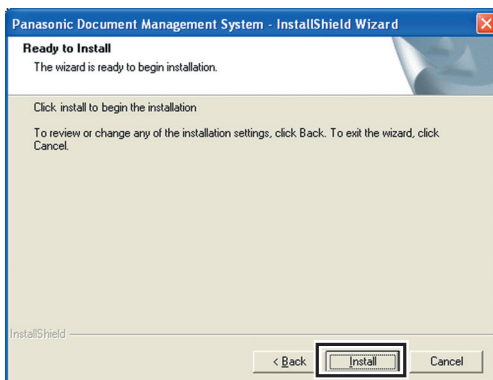 Panasonic Document Management System - InstallShield Wizard
Ready to Install
The wizard is ready to begin installation.
Click install to begin the installation
To review or change any of the installation settings, click Back. To exit the wizard, click
Cancel.
InstallShield
< Back Install Cancel